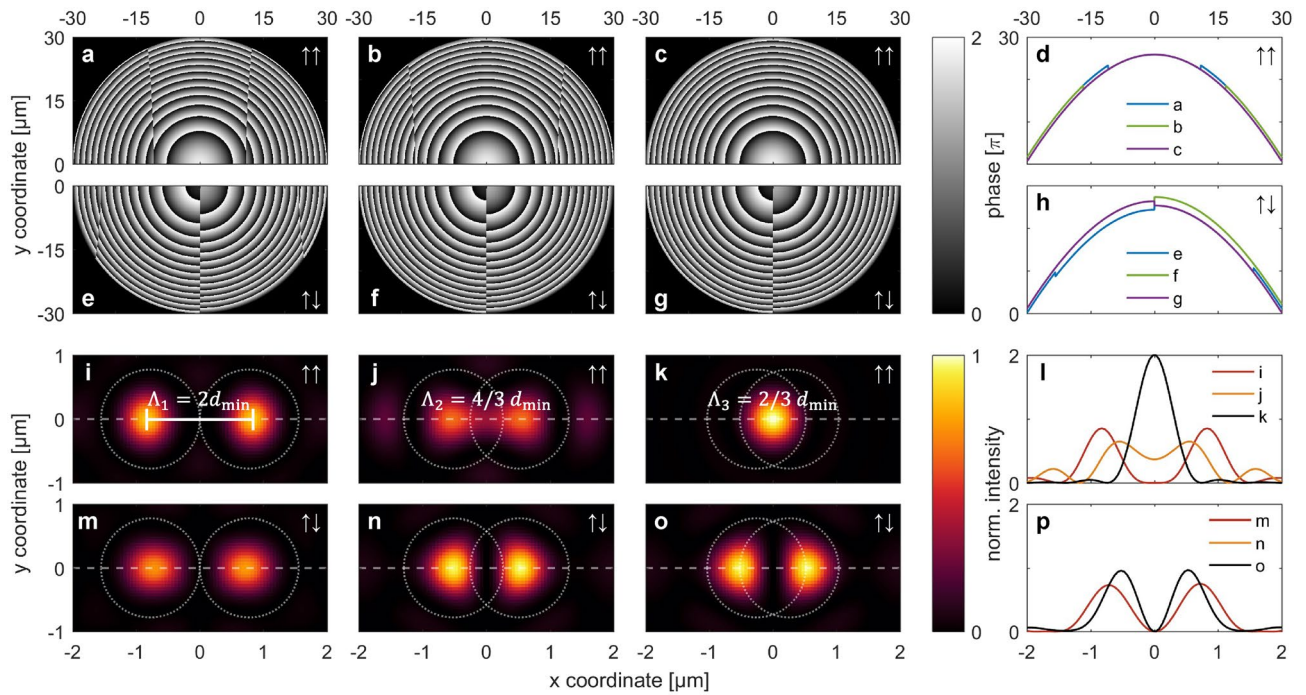 -30 -15 0 15 30 -30 -15 0 15 30 -30 -15 0 15 30 -30 -15 0 15 30
30 a ↑↑ b ↑↑ c ↑↑ 2 30 d ↑↑
15
0
a
b
c
y coordinate [µm]
phase [π]
0
-15
-30
e ↑↓ f ↑↓ g ↑↓ 0
h ↑↓
e
f
g
0
1 i ↑↑ j ↑↑ k ↑↑ 1 2 l
i
j
k
Λ₁ = 2d_min Λ₂ = 4/3 d_min Λ₃ = 2/3 d_min
0
-1 0
y coordinate [µm]
norm. intensity
1 m ↑↓ n ↑↓ o ↑↓ 2 p
m
n
o
0 1
-1 0 0
-2 -1 0 1 2 -2 -1 0 1 2 -2 -1 0 1 2 -2 -1 0 1 2
x coordinate [µm]